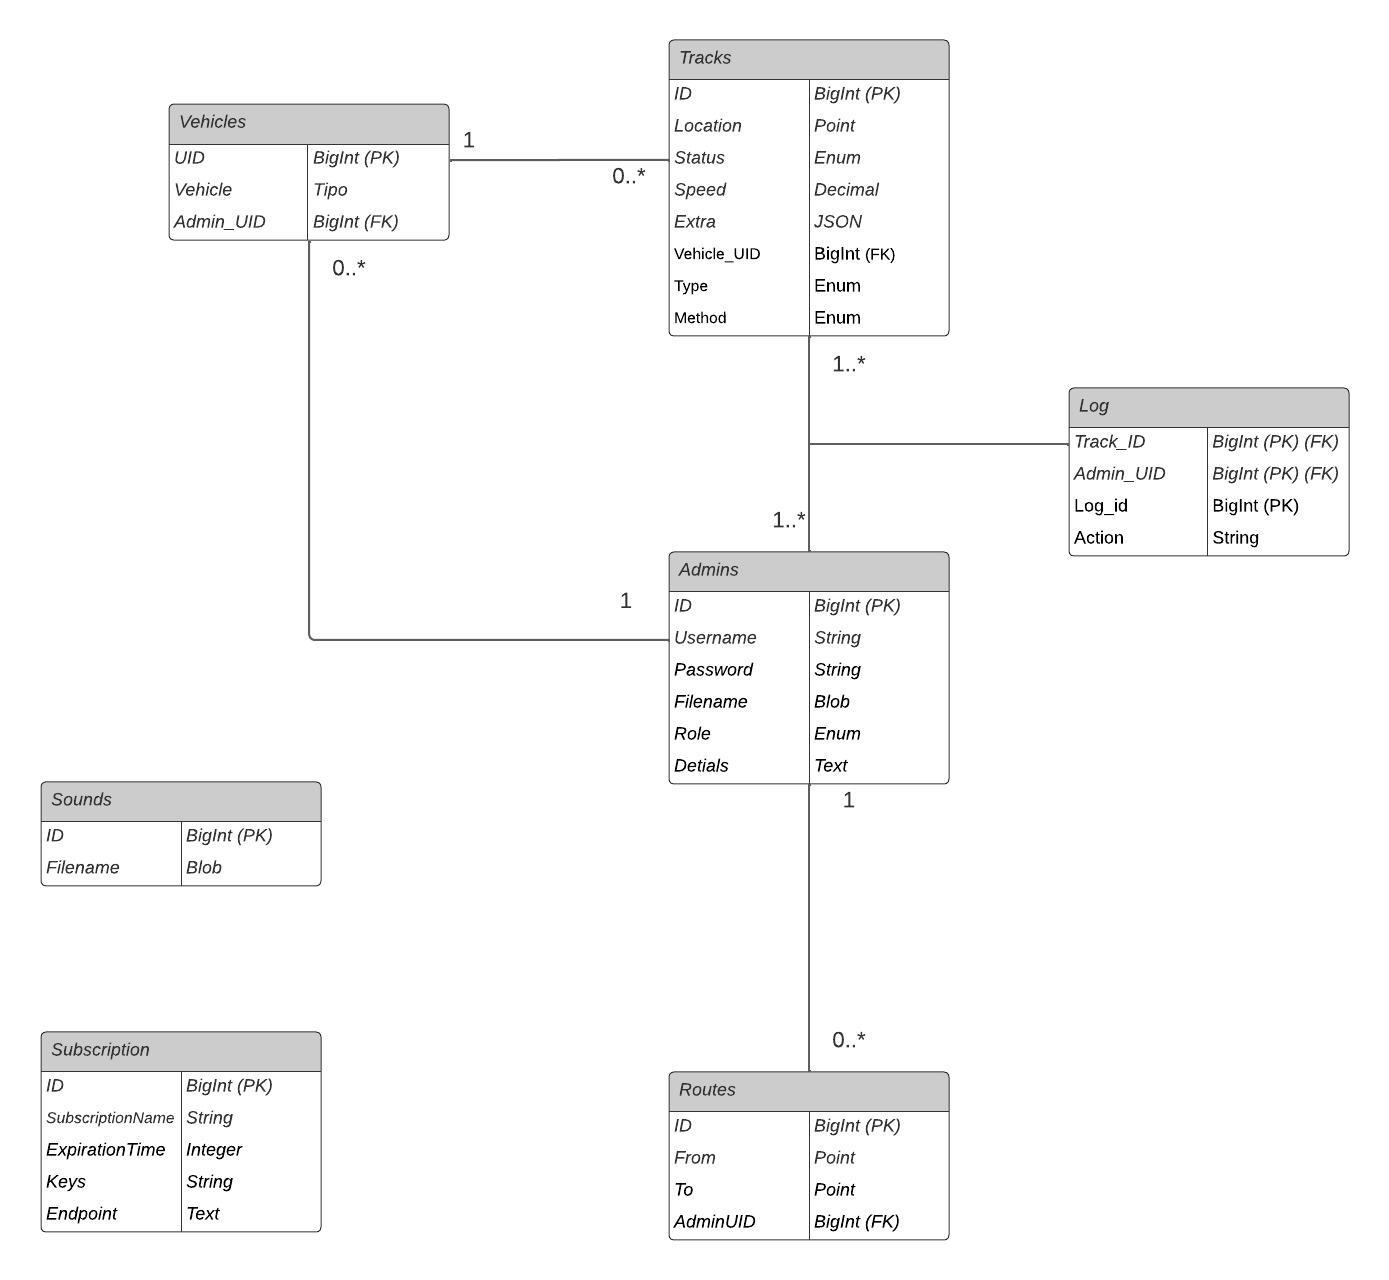 Tracks
ID BigInt (PK)
Location Point
Status Enum
Speed Decimal
Extra JSON
Vehicle_UID BigInt (FK)
Type Enum
Method Enum
Vehicles
UID BigInt (PK)
Vehicle Tipo
Admin_UID BigInt (FK)
1
0..*
0..*
1..*
Log
Track_ID BigInt (PK) (FK)
Admin_UID BigInt (PK) (FK)
Log_id BigInt (PK)
Action String
1..*
1
Admins
ID BigInt (PK)
Username String
Password String
Filename Blob
Role Enum
Detials Text
1
Sounds
ID BigInt (PK)
Filename Blob
0..*
Subscription
ID BigInt (PK)
SubscriptionName String
ExpirationTime Integer
Keys String
Endpoint Text
Routes
ID BigInt (PK)
From Point
To Point
AdminUID BigInt (FK)